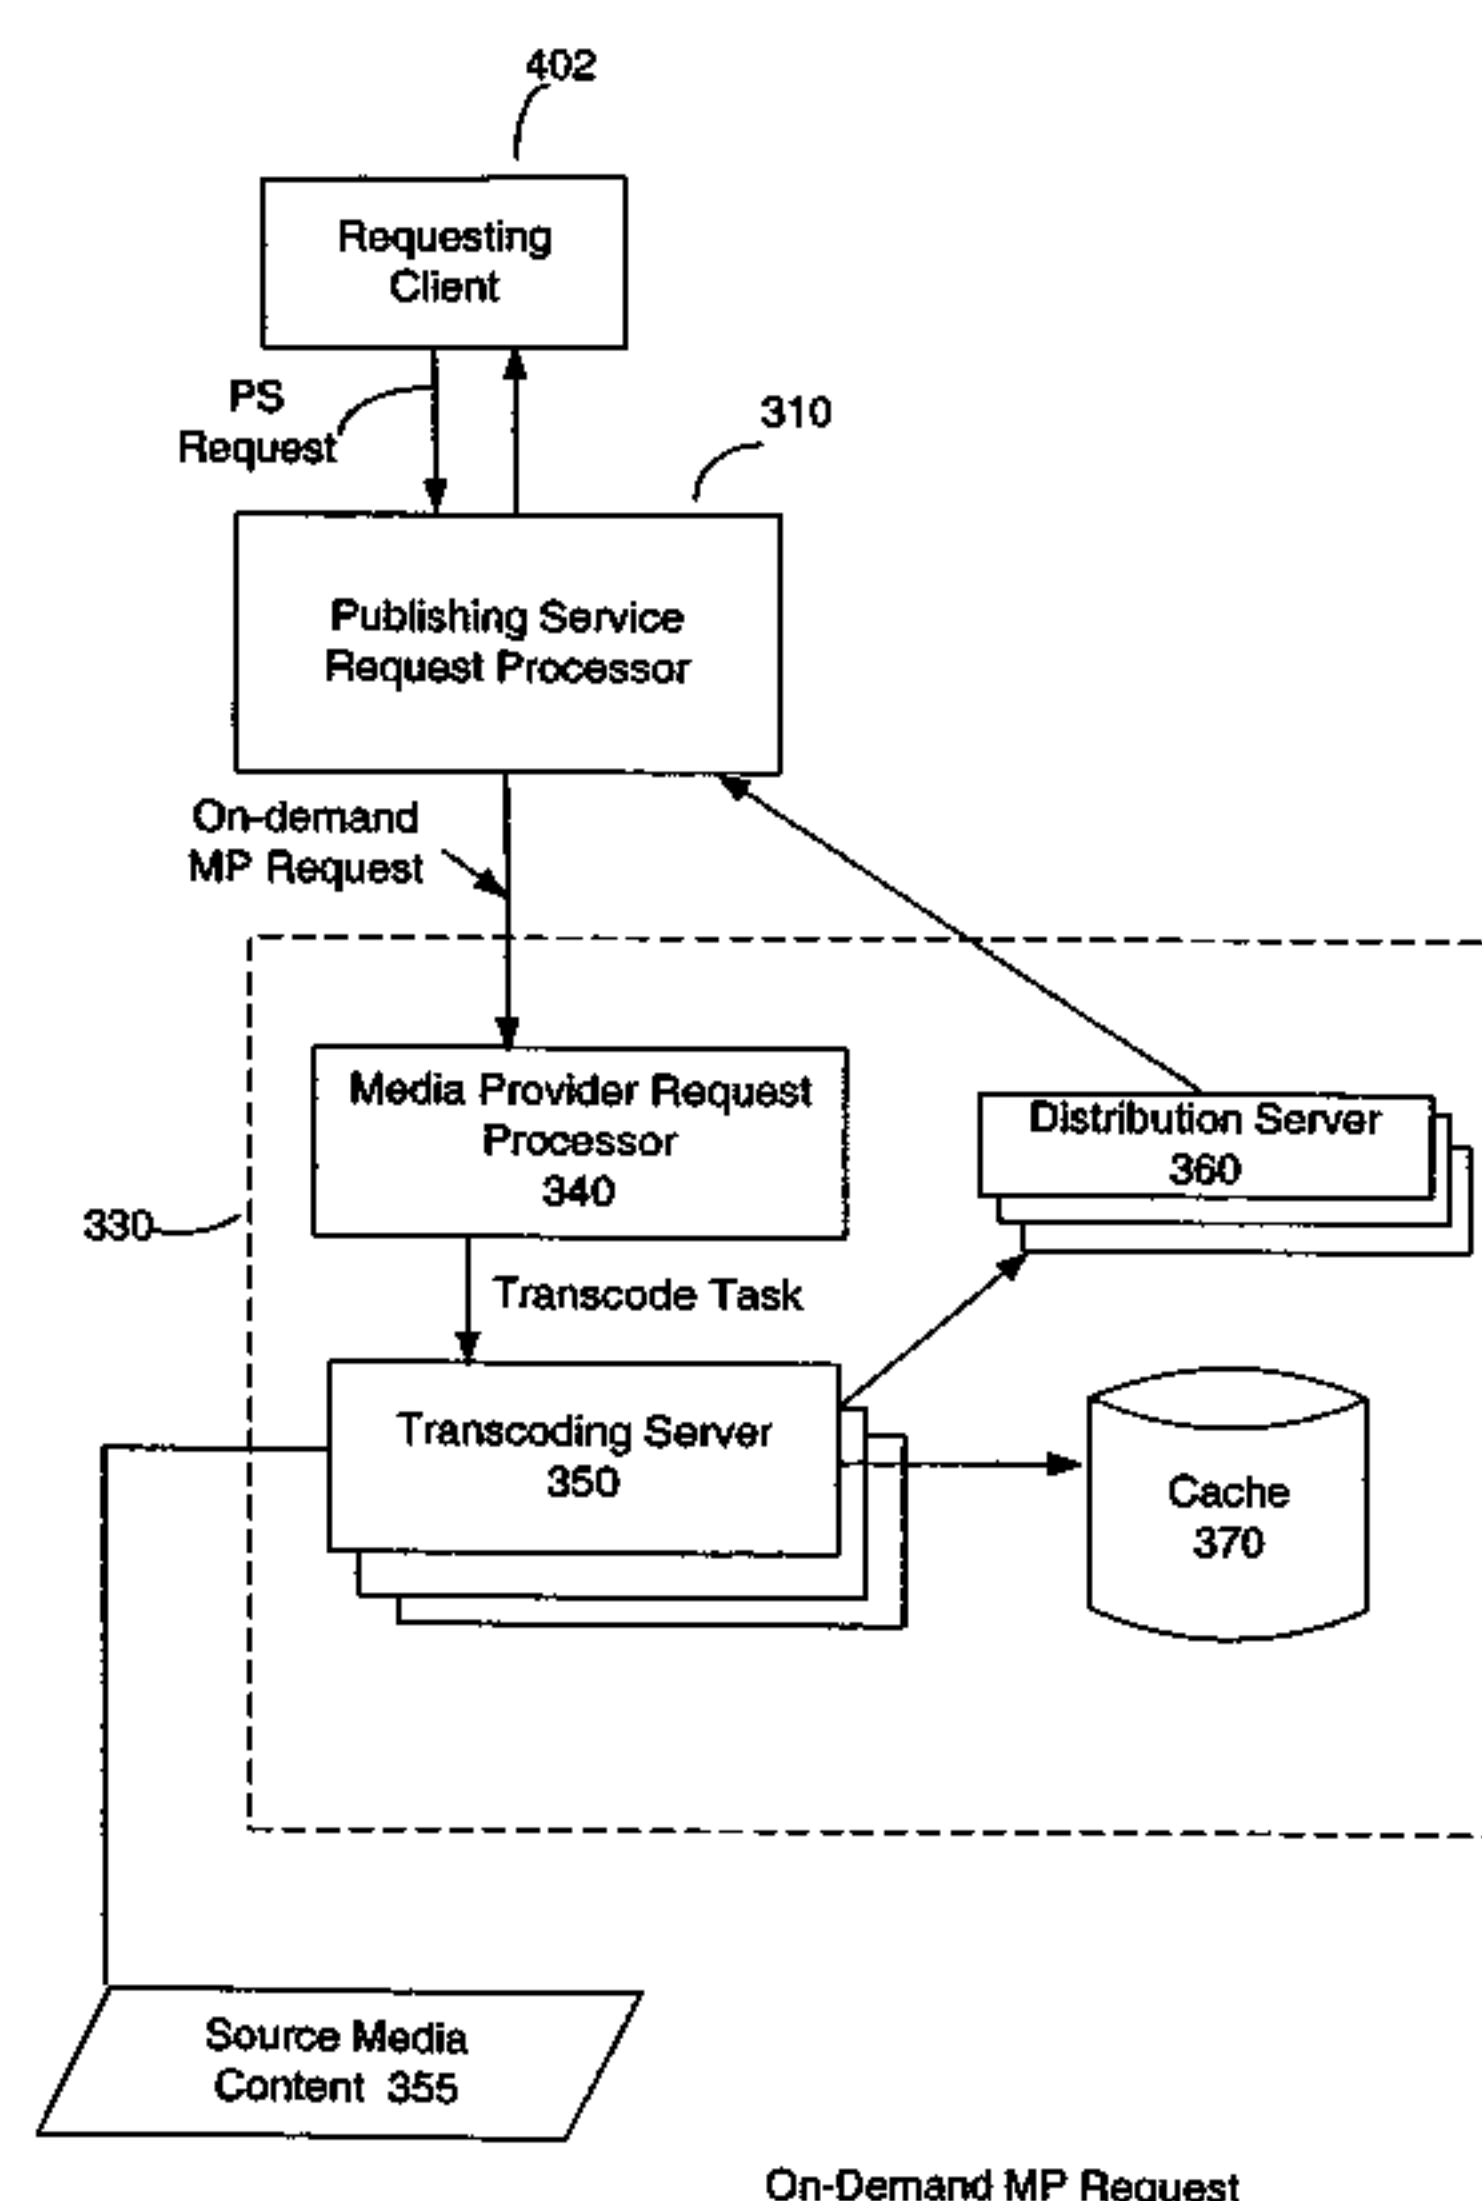 402
Requesting
Client
PS
Request
310
Publishing Service
Request Processor
On-demand
MP Request
Media Provider Request
Processor
340
Distribution Server
360
330
Transcode Task
Transcoding Server
350
Cache
370
Source Media
Content 355
On-Demand MP Request